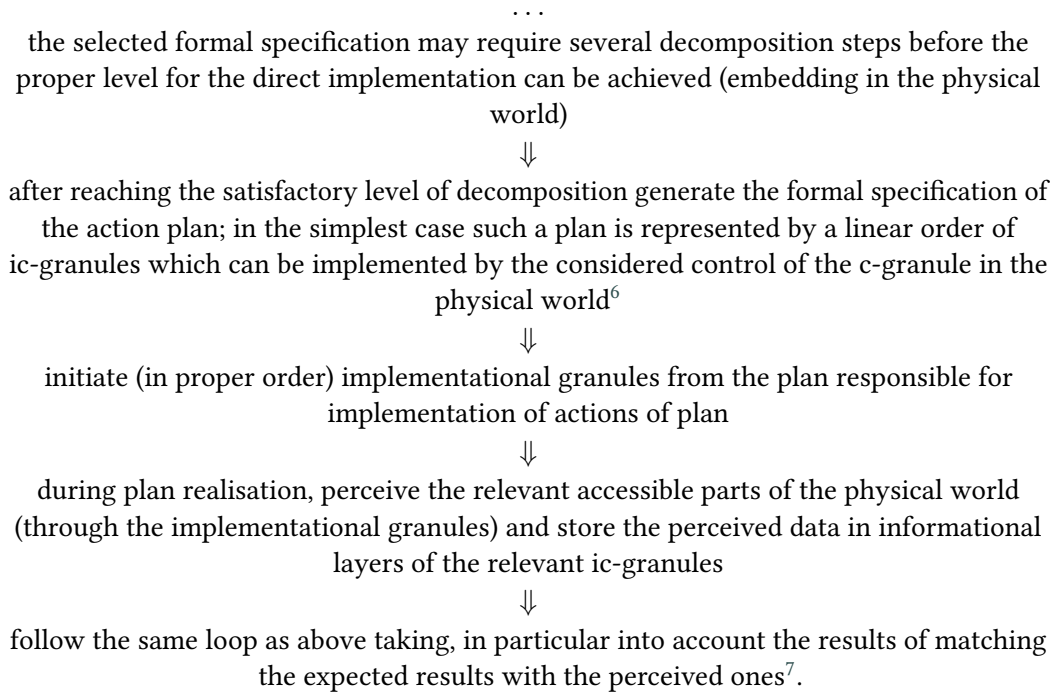 ...
the selected formal specification may require several decomposition steps before the
proper level for the direct implementation can be achieved (embedding in the physical
world)
⇓
after reaching the satisfactory level of decomposition generate the formal specification of
the action plan; in the simplest case such a plan is represented by a linear order of
ic-granules which can be implemented by the considered control of the c-granule in the
physical world⁶
⇓
initiate (in proper order) implementational granules from the plan responsible for
implementation of actions of plan
⇓
during plan realisation, perceive the relevant accessible parts of the physical world
(through the implementational granules) and store the perceived data in informational
layers of the relevant ic-granules
⇓
follow the same loop as above taking, in particular into account the results of matching
the expected results with the perceived ones⁷.